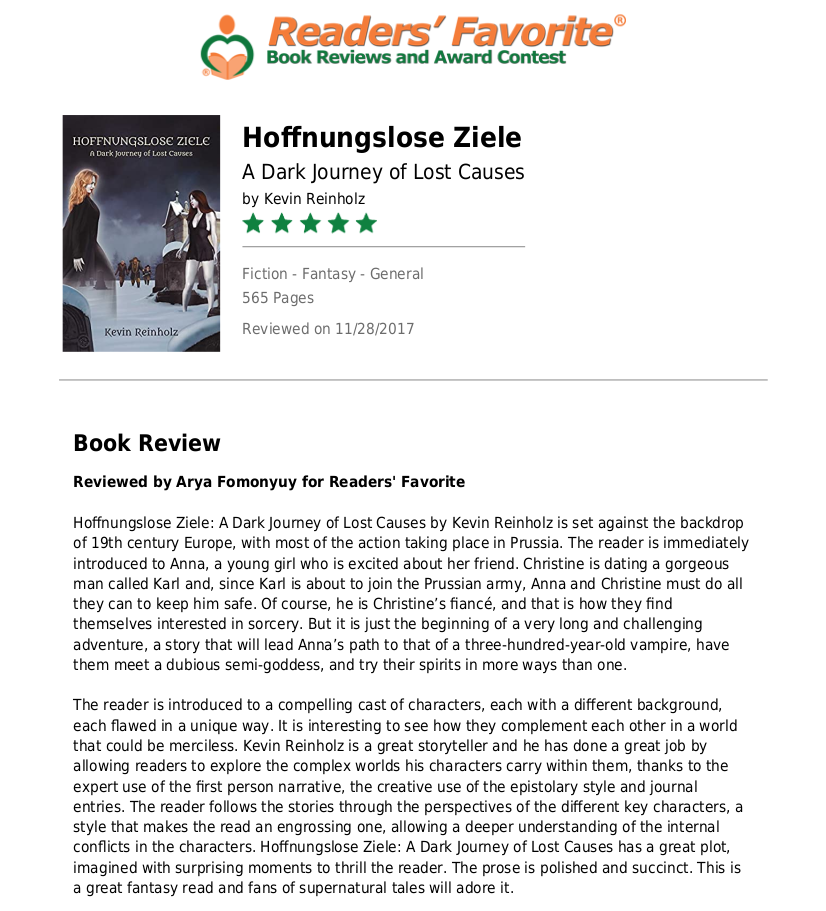 Readers' Favorite®
Book Reviews and Award Contest
®
HOFFNUNGSLOSE ZIELE
A Dark Journey of Lost Causes
Kevin Reinholz
Hoffnungslose Ziele
A Dark Journey of Lost Causes
by Kevin Reinholz
Fiction - Fantasy - General
565 Pages
Reviewed on 11/28/2017
Book Review
Reviewed by Arya Fomonyuy for Readers' Favorite
Hoffnungslose Ziele: A Dark Journey of Lost Causes by Kevin Reinholz is set against the backdrop
of 19th century Europe, with most of the action taking place in Prussia. The reader is immediately
introduced to Anna, a young girl who is excited about her friend. Christine is dating a gorgeous
man called Karl and, since Karl is about to join the Prussian army, Anna and Christine must do all
they can to keep him safe. Of course, he is Christine’s fiancé, and that is how they find
themselves interested in sorcery. But it is just the beginning of a very long and challenging
adventure, a story that will lead Anna’s path to that of a three-hundred-year-old vampire, have
them meet a dubious semi-goddess, and try their spirits in more ways than one.
The reader is introduced to a compelling cast of characters, each with a different background,
each flawed in a unique way. It is interesting to see how they complement each other in a world
that could be merciless. Kevin Reinholz is a great storyteller and he has done a great job by
allowing readers to explore the complex worlds his characters carry within them, thanks to the
expert use of the first person narrative, the creative use of the epistolary style and journal
entries. The reader follows the stories through the perspectives of the different key characters, a
style that makes the read an engrossing one, allowing a deeper understanding of the internal
conflicts in the characters. Hoffnungslose Ziele: A Dark Journey of Lost Causes has a great plot,
imagined with surprising moments to thrill the reader. The prose is polished and succinct. This is
a great fantasy read and fans of supernatural tales will adore it.